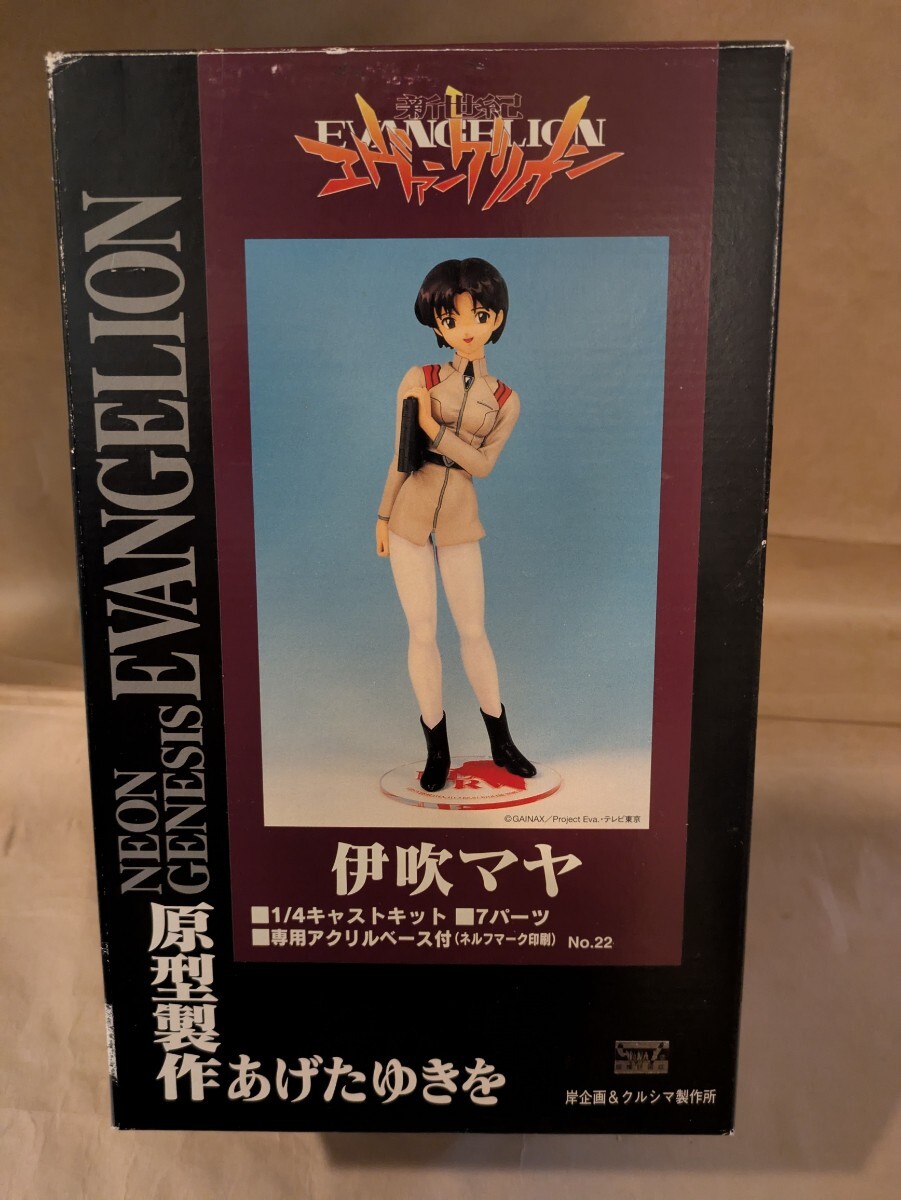 新世紀
EVANGELION
エヴァンゲリオン
NEON
GENESIS
EVANGELION
©GAINAX／Project Eva.・テレビ東京
伊吹マヤ
■1/4キャストキット ■7パーツ
■専用アクリルベース付（ネルフマーク印刷） No.22
原型製作あげたゆきを
岸企画＆クルシマ製作所